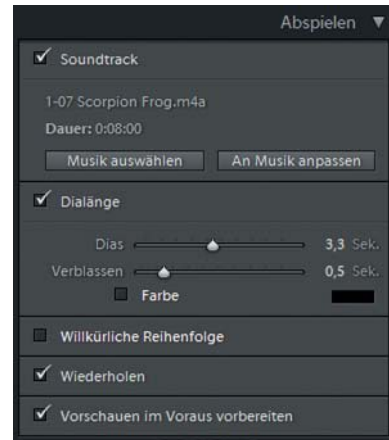 Abspielen
Soundtrack
1-07 Scorpion Frog.m4a
Dauer: 0:08:00
Musik auswählen An Musik anpassen
Dialänge
Dias 3,3 Sek.
Verblassen 0,5 Sek.
Farbe
Willkürliche Reihenfolge
Wiederholen
Vorschauen im Voraus vorbereiten